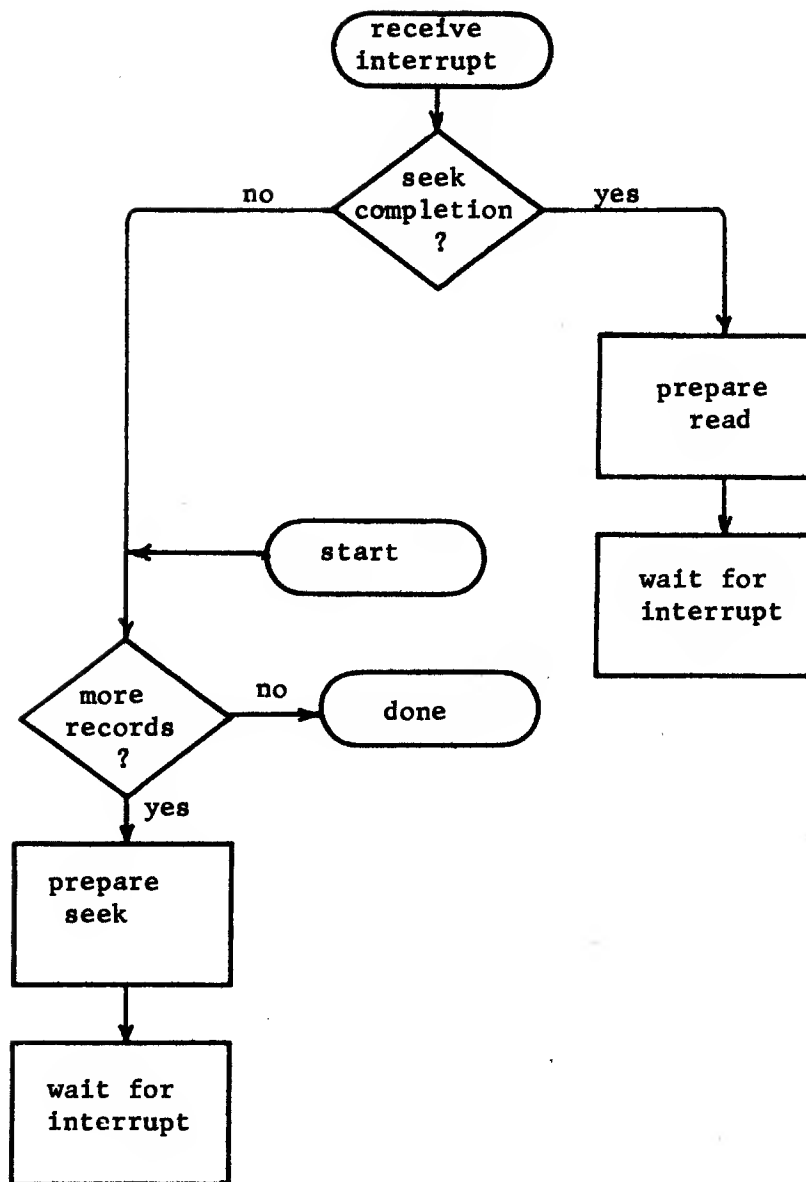 receive
interrupt
no
seek
completion
?
yes
prepare
read
start
wait for
interrupt
more
records
?
no
done
yes
prepare
seek
wait for
interrupt